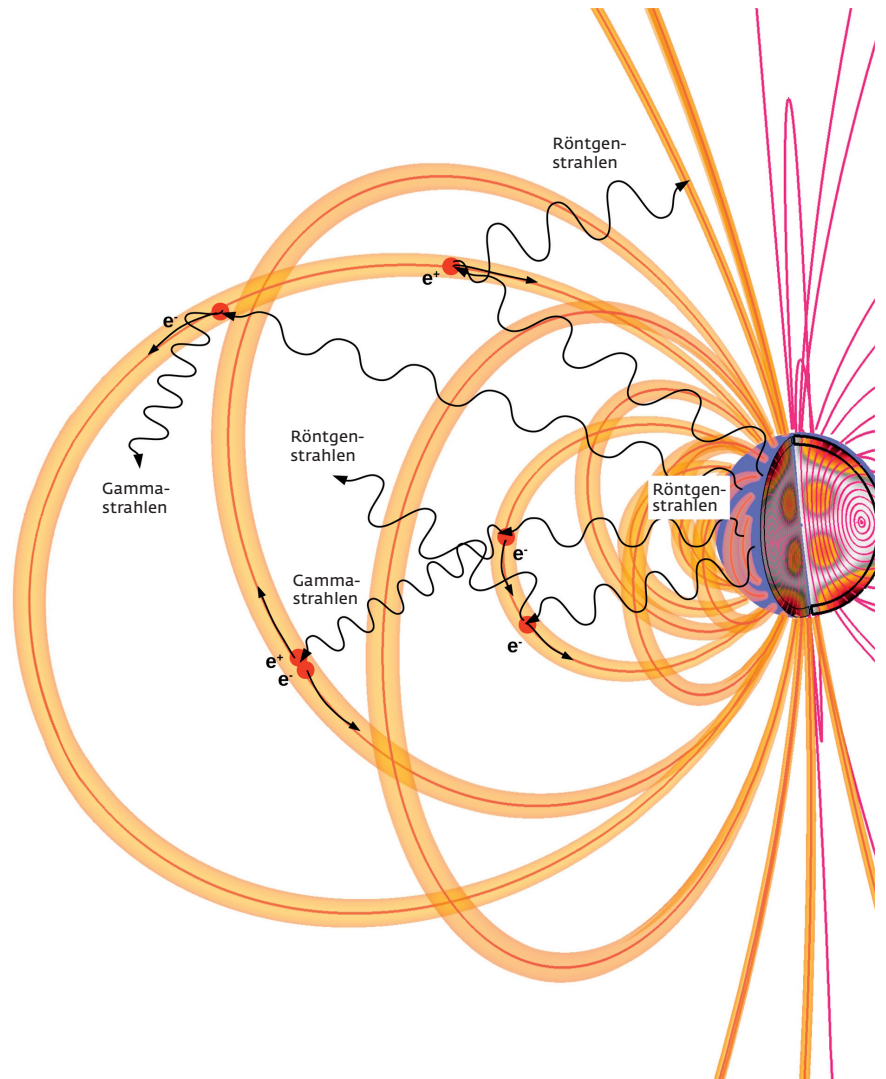 Röntgen-
strahlen
e⁺
e⁻
Röntgen-
strahlen
Gamma-
strahlen
Röntgen-
strahlen
e⁻
Gamma-
strahlen
e⁻
e⁺
e⁻